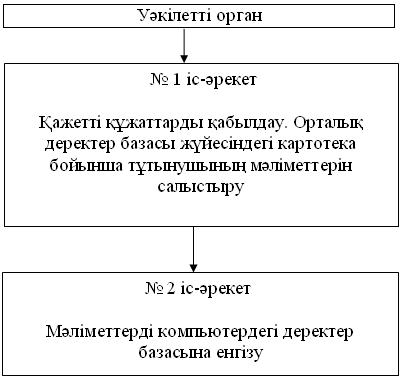 Уәкілетті орган
№ 1 іс-әрекет
Қажетті құжаттарды қабылдау. Орталық
деректер базасы жүйесіндегі картотека
бойынша тұтынушының мәліметтерін
салыстыру
№ 2 іс-әрекет
Мәліметтерді компьютердегі деректер
базасына енгізу